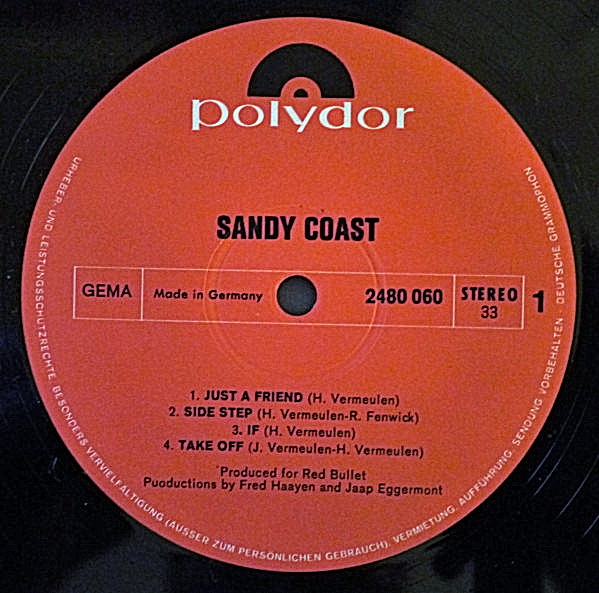 polydor
SANDY COAST
GEMA
Made in Germany
2480 060
STEREO
33
1
1. JUST A FRIEND (H. Vermeulen)
2. SIDE STEP (H. Vermeulen-R. Fenwick)
3. IF (H. Vermeulen)
4. TAKE OFF (J. Vermeulen-H. Vermeulen)
Produced for Red Bullet
Puoductions by Fred Haayen and Jaap Eggermont
URHEBER- UND LEISTUNGSSCHUTZRECHTE, BESONDERS VERVIELFÄLTIGUNG (AUSSER ZUM PERSÖNLICHEN GEBRAUCH), VERMIETUNG, AUFFÜHRUNG, SENDUNG VORBEHALTEN - DEUTSCHE GRAMMOPHON